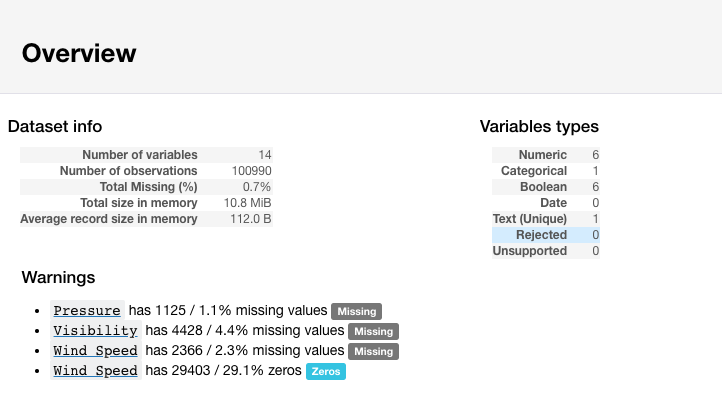 Overview
Dataset info
Number of variables 14
Number of observations 100990
Total Missing (%) 0.7%
Total size in memory 10.8 MiB
Average record size in memory 112.0 B
Variables types
Numeric 6
Categorical 1
Boolean 6
Date 0
Text (Unique) 1
Rejected 0
Unsupported 0
Warnings
Pressure has 1125 / 1.1% missing values Missing
Visibility has 4428 / 4.4% missing values Missing
Wind Speed has 2366 / 2.3% missing values Missing
Wind Speed has 29403 / 29.1% zeros Zeros